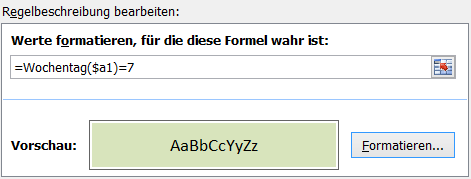 Regelbeschreibung bearbeiten:
Werte formatieren, für die diese Formel wahr ist:
=Wochentag($a1)=7
Vorschau: AaBbCcYyZz Formatieren...